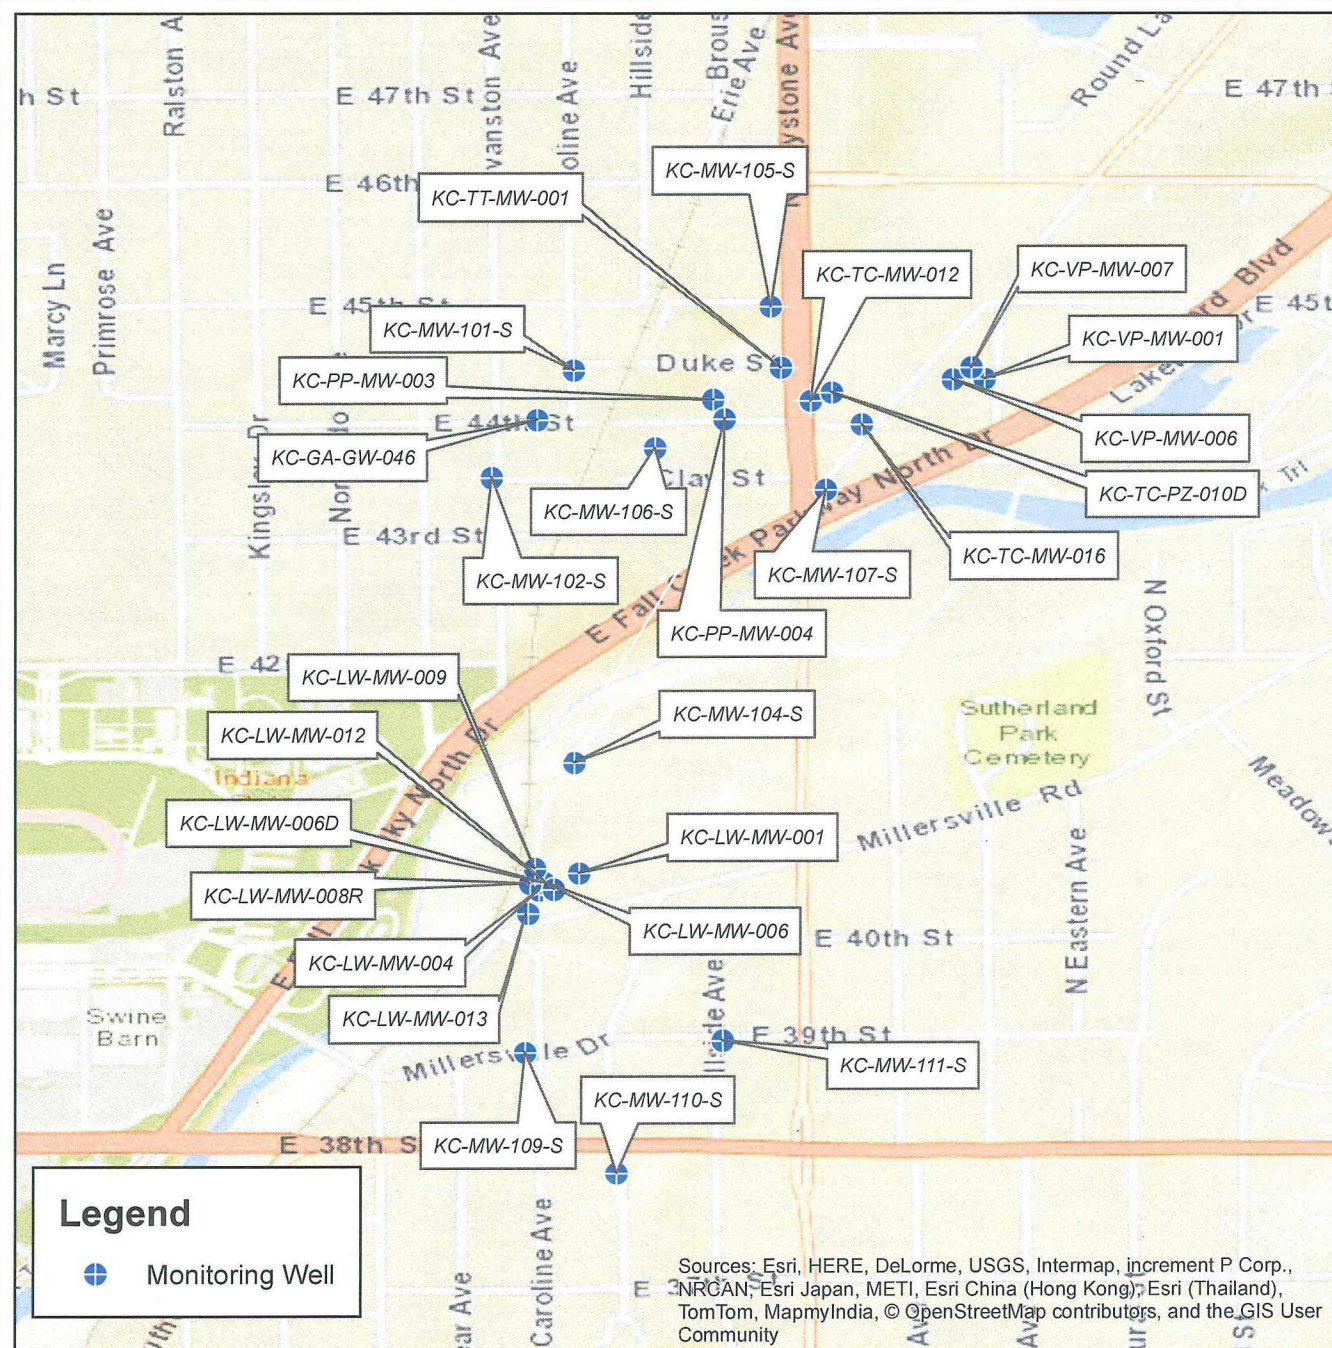 Ralston A
vanston Ave
oline Ave
Hillside
Brous
Erie Ave
ystone Ave
Round La
h St
E 47th St
E 47th
E 46th
KC-MW-105-S
KC-TT-MW-001
Marcy Ln
Primrose Ave
KC-TC-MW-012
KC-VP-MW-007
E 45th St
E 45t
KC-MW-101-S
KC-VP-MW-001
Duke St
KC-PP-MW-003
E 44th St
KC-GA-GW-046
KC-VP-MW-006
Kingsley Dr
Clay St
KC-TC-PZ-010D
KC-MW-106-S
E 43rd St
KC-TC-MW-016
KC-MW-102-S
KC-MW-107-S
KC-PP-MW-004
N Oxford St
E 42
KC-LW-MW-009
KC-MW-104-S
Sutherland
Park
Cemetery
KC-LW-MW-012
Indiana
Meadow
Millersville Rd
KC-LW-MW-006D
KC-LW-MW-001
KC-LW-MW-008R
KC-LW-MW-006
E 40th St
N Eastern Ave
KC-LW-MW-004
KC-LW-MW-013
Swine
Barn
E 39th St
KC-MW-111-S
KC-MW-110-S
E 38th S
KC-MW-109-S
Legend
Monitoring Well
Caroline Ave
ear Ave
Sources: Esri, HERE, DeLorme, USGS, Intermap, increment P Corp.,
NRCAN, Esri Japan, METI, Esri China (Hong Kong), Esri (Thailand),
TomTom, MapmyIndia, © OpenStreetMap contributors, and the GIS User
Community